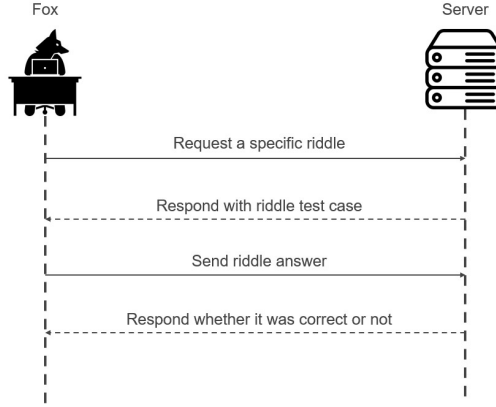 Fox
Server
Request a specific riddle
Respond with riddle test case
Send riddle answer
Respond whether it was correct or not